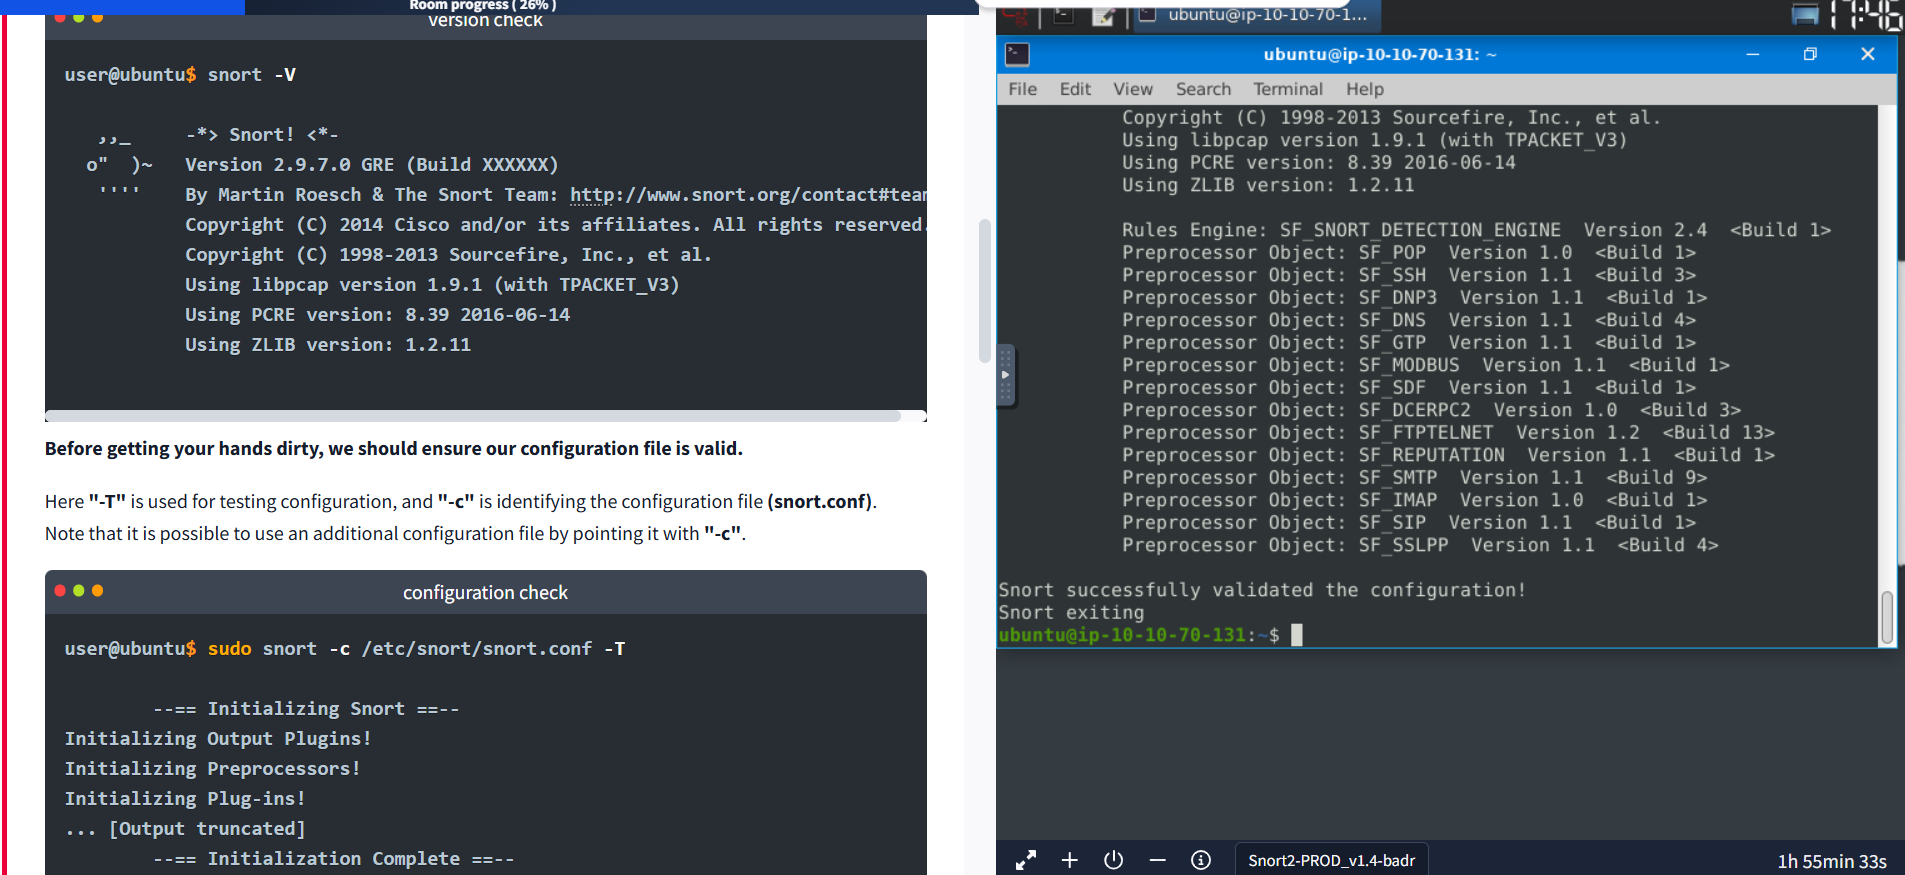 Room progress ( 26% )
version check
user@ubuntu$ snort -V
,,_     -*> Snort! <*-
o"  )~   Version 2.9.7.0 GRE (Build XXXXXX)
''''    By Martin Roesch & The Snort Team: http://www.snort.org/contact#team
Copyright (C) 2014 Cisco and/or its affiliates. All rights reserved.
Copyright (C) 1998-2013 Sourcefire, Inc., et al.
Using libpcap version 1.9.1 (with TPACKET_V3)
Using PCRE version: 8.39 2016-06-14
Using ZLIB version: 1.2.11
Before getting your hands dirty, we should ensure our configuration file is valid.
Here "-T" is used for testing configuration, and "-c" is identifying the configuration file (snort.conf).
Note that it is possible to use an additional configuration file by pointing it with "-c".
configuration check
user@ubuntu$ sudo snort -c /etc/snort/snort.conf -T
--== Initializing Snort ==--
Initializing Output Plugins!
Initializing Preprocessors!
Initializing Plug-ins!
... [Output truncated]
--== Initialization Complete ==--
ubuntu@ip-10-10-70-1...
17:46
ubuntu@ip-10-10-70-131: ~
File Edit View Search Terminal Help
Copyright (C) 1998-2013 Sourcefire, Inc., et al.
Using libpcap version 1.9.1 (with TPACKET_V3)
Using PCRE version: 8.39 2016-06-14
Using ZLIB version: 1.2.11
Rules Engine: SF_SNORT_DETECTION_ENGINE  Version 2.4  <Build 1>
Preprocessor Object: SF_POP  Version 1.0  <Build 1>
Preprocessor Object: SF_SSH  Version 1.1  <Build 3>
Preprocessor Object: SF_DNP3  Version 1.1  <Build 1>
Preprocessor Object: SF_DNS  Version 1.1  <Build 4>
Preprocessor Object: SF_GTP  Version 1.1  <Build 1>
Preprocessor Object: SF_MODBUS  Version 1.1  <Build 1>
Preprocessor Object: SF_SDF  Version 1.1  <Build 1>
Preprocessor Object: SF_DCERPC2  Version 1.0  <Build 3>
Preprocessor Object: SF_FTPTELNET  Version 1.2  <Build 13>
Preprocessor Object: SF_REPUTATION  Version 1.1  <Build 1>
Preprocessor Object: SF_SMTP  Version 1.1  <Build 9>
Preprocessor Object: SF_IMAP  Version 1.0  <Build 1>
Preprocessor Object: SF_SIP  Version 1.1  <Build 1>
Preprocessor Object: SF_SSLPP  Version 1.1  <Build 4>
Snort successfully validated the configuration!
Snort exiting
ubuntu@ip-10-10-70-131:~$
Snort2-PROD_v1.4-badr
1h 55min 33s